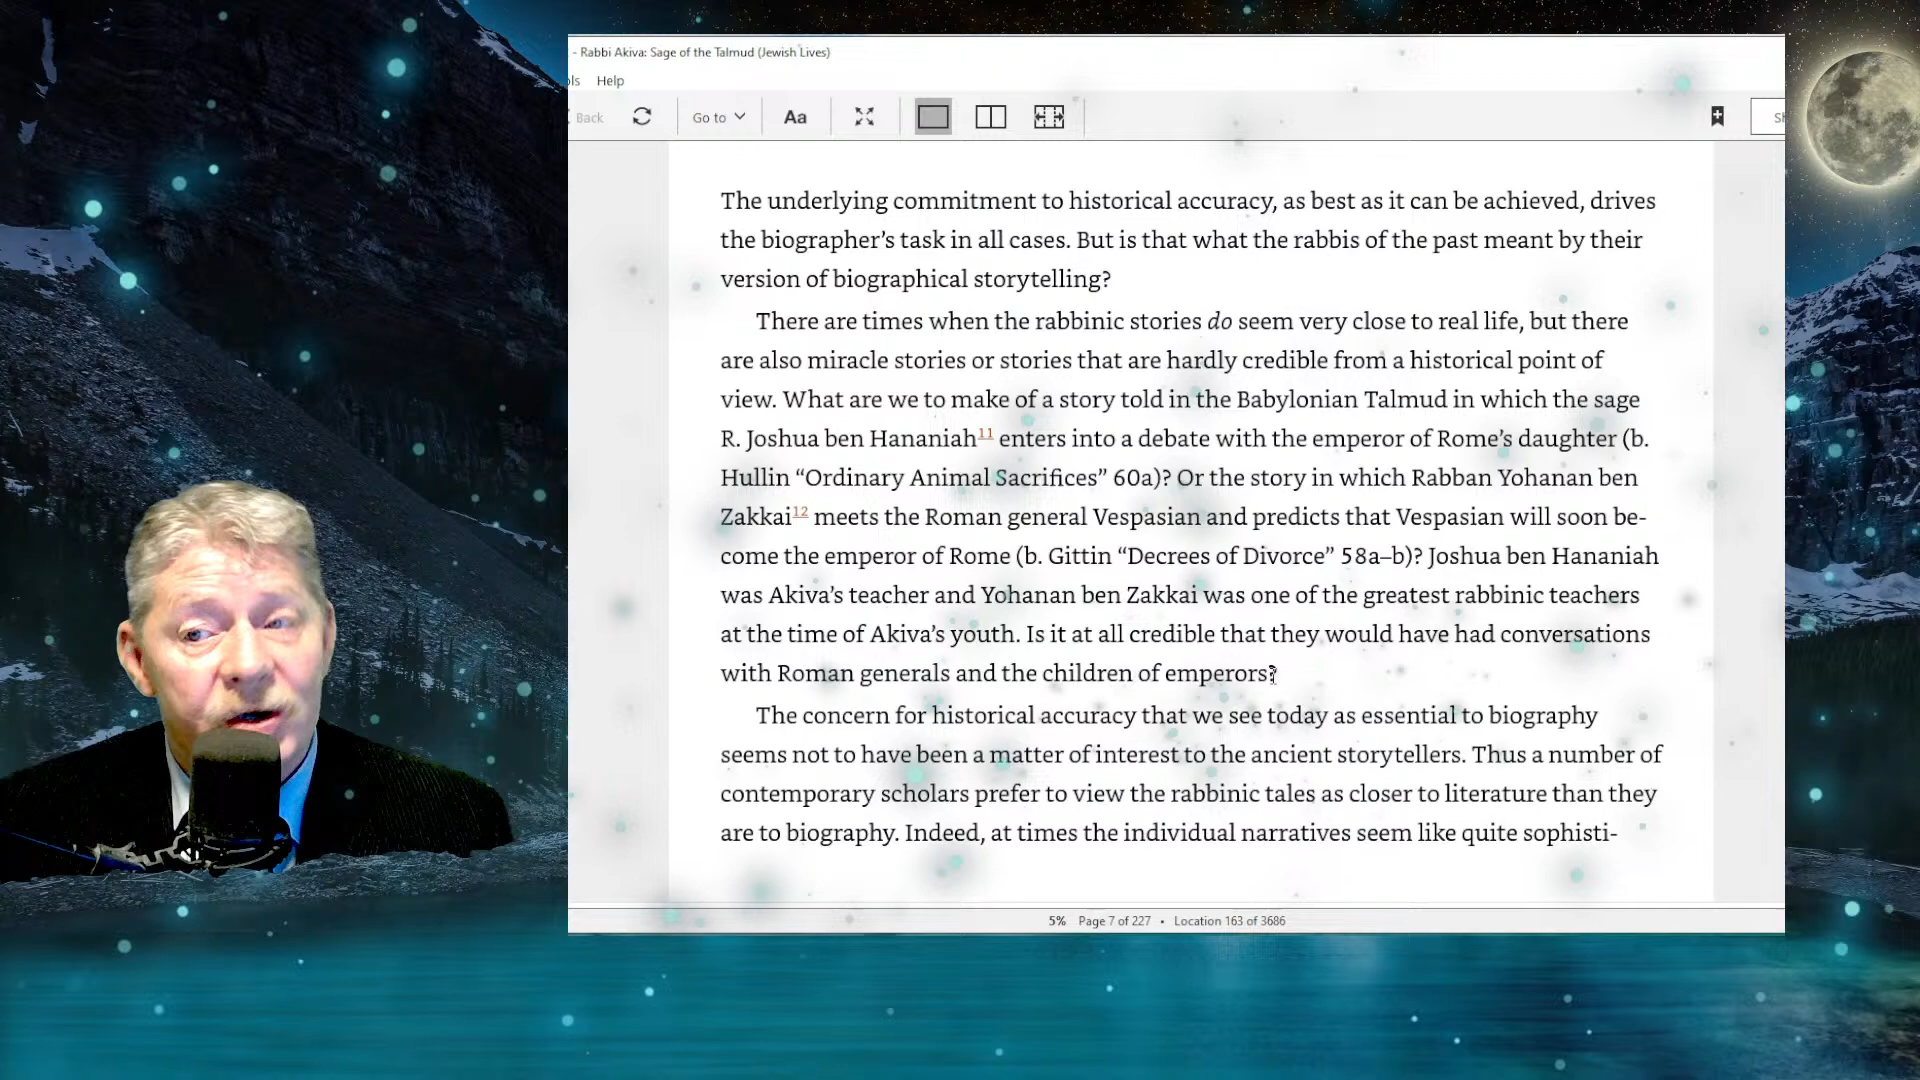 - Rabbi Akiva: Sage of the Talmud (Jewish Lives)
ls Help
Back Go to Aa
The underlying commitment to historical accuracy, as best as it can be achieved, drives
the biographer’s task in all cases. But is that what the rabbis of the past meant by their
version of biographical storytelling?
There are times when the rabbinic stories do seem very close to real life, but there
are also miracle stories or stories that are hardly credible from a historical point of
view. What are we to make of a story told in the Babylonian Talmud in which the sage
R. Joshua ben Hananiah11 enters into a debate with the emperor of Rome’s daughter (b.
Hullin “Ordinary Animal Sacrifices” 60a)? Or the story in which Rabban Yohanan ben
Zakkai12 meets the Roman general Vespasian and predicts that Vespasian will soon be-
come the emperor of Rome (b. Gittin “Decrees of Divorce” 58a–b)? Joshua ben Hananiah
was Akiva’s teacher and Yohanan ben Zakkai was one of the greatest rabbinic teachers
at the time of Akiva’s youth. Is it at all credible that they would have had conversations
with Roman generals and the children of emperors?
The concern for historical accuracy that we see today as essential to biography
seems not to have been a matter of interest to the ancient storytellers. Thus a number of
contemporary scholars prefer to view the rabbinic tales as closer to literature than they
are to biography. Indeed, at times the individual narratives seem like quite sophisti-
5% Page 7 of 227 • Location 163 of 3686